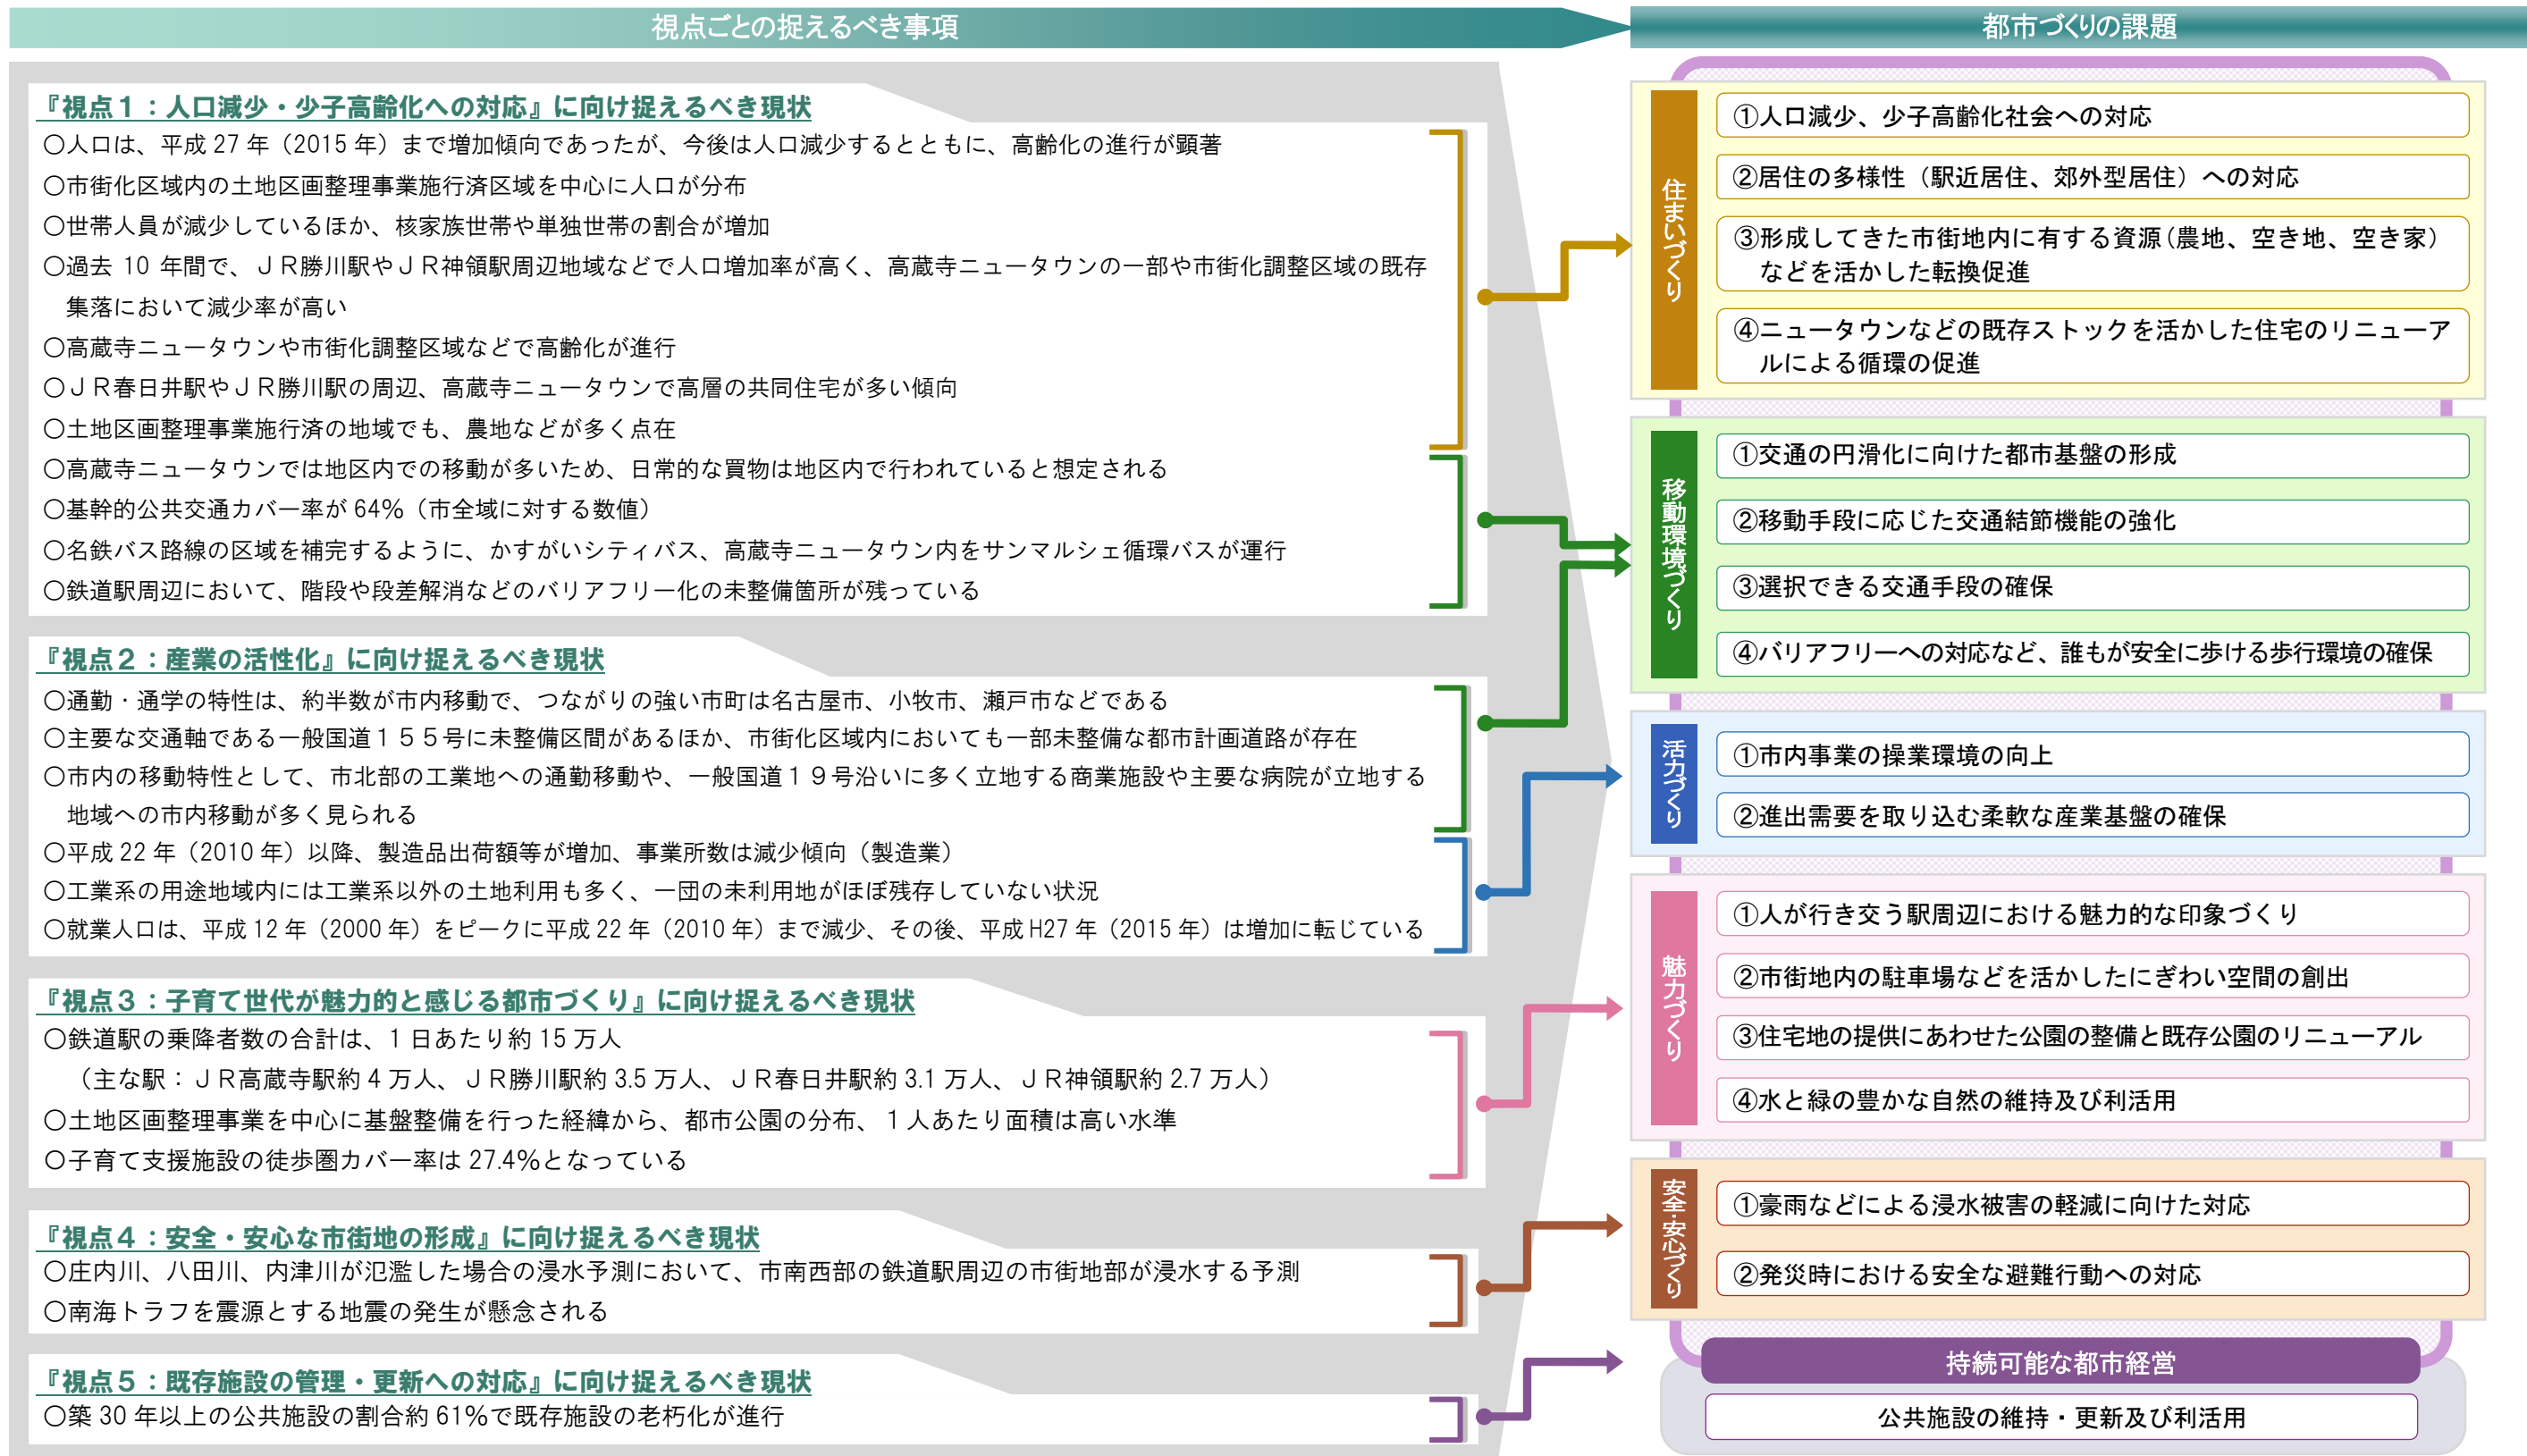 視点ごとの捉えるべき事項
都市づくりの課題
『視点１：人口減少・少子高齢化への対応』に向け捉えるべき現状
〇人口は、平成 27 年（2015 年）まで増加傾向であったが、今後は人口減少するとともに、高齢化の進行が顕著
〇市街化区域内の土地区画整理事業施行済区域を中心に人口が分布
〇世帯人員が減少しているほか、核家族世帯や単独世帯の割合が増加
〇過去 10 年間で、ＪＲ勝川駅やＪＲ神領駅周辺地域などで人口増加率が高く、高蔵寺ニュータウンの一部や市街化調整区域の既存
集落において減少率が高い
〇高蔵寺ニュータウンや市街化調整区域などで高齢化が進行
〇ＪＲ春日井駅やＪＲ勝川駅の周辺、高蔵寺ニュータウンで高層の共同住宅が多い傾向
〇土地区画整理事業施行済の地域でも、農地などが多く点在
〇高蔵寺ニュータウンでは地区内での移動が多いため、日常的な買物は地区内で行われていると想定される
〇基幹的公共交通カバー率が 64％（市全域に対する数値）
〇名鉄バス路線の区域を補完するように、かすがいシティバス、高蔵寺ニュータウン内をサンマルシェ循環バスが運行
〇鉄道駅周辺において、階段や段差解消などのバリアフリー化の未整備箇所が残っている
『視点２：産業の活性化』に向け捉えるべき現状
〇通勤・通学の特性は、約半数が市内移動で、つながりの強い市町は名古屋市、小牧市、瀬戸市などである
〇主要な交通軸である一般国道１５５号に未整備区間があるほか、市街化区域内においても一部未整備な都市計画道路が存在
〇市内の移動特性として、市北部の工業地への通勤移動や、一般国道１９号沿いに多く立地する商業施設や主要な病院が立地する
地域への市内移動が多く見られる
〇平成 22 年（2010 年）以降、製造品出荷額等が増加、事業所数は減少傾向（製造業）
〇工業系の用途地域内には工業系以外の土地利用も多く、一団の未利用地がほぼ残存していない状況
〇就業人口は、平成 12 年（2000 年）をピークに平成 22 年（2010 年）まで減少、その後、平成 H27 年（2015 年）は増加に転じている
『視点３：子育て世代が魅力的と感じる都市づくり』に向け捉えるべき現状
〇鉄道駅の乗降者数の合計は、1 日あたり約 15 万人
（主な駅：ＪＲ高蔵寺駅約 4 万人、ＪＲ勝川駅約 3.5 万人、ＪＲ春日井駅約 3.1 万人、ＪＲ神領駅約 2.7 万人）
〇土地区画整理事業を中心に基盤整備を行った経緯から、都市公園の分布、１人あたり面積は高い水準
〇子育て支援施設の徒歩圏カバー率は 27.4％となっている
『視点４：安全・安心な市街地の形成』に向け捉えるべき現状
〇庄内川、八田川、内津川が氾濫した場合の浸水予測において、市南西部の鉄道駅周辺の市街地部が浸水する予測
〇南海トラフを震源とする地震の発生が懸念される
『視点５：既存施設の管理・更新への対応』に向け捉えるべき現状
〇築 30 年以上の公共施設の割合約 61％で既存施設の老朽化が進行
住まいづくり
①人口減少、少子高齢化社会への対応
②居住の多様性（駅近居住、郊外型居住）への対応
③形成してきた市街地内に有する資源（農地、空き地、空き家）
などを活かした転換促進
④ニュータウンなどの既存ストックを活かした住宅のリニューア
ルによる循環の促進
移動環境づくり
①交通の円滑化に向けた都市基盤の形成
②移動手段に応じた交通結節機能の強化
③選択できる交通手段の確保
④バリアフリーへの対応など、誰もが安全に歩ける歩行環境の確保
活力づくり
①市内事業の操業環境の向上
②進出需要を取り込む柔軟な産業基盤の確保
魅力づくり
①人が行き交う駅周辺における魅力的な印象づくり
②市街地内の駐車場などを活かしたにぎわい空間の創出
③住宅地の提供にあわせた公園の整備と既存公園のリニューアル
④水と緑の豊かな自然の維持及び利活用
安全・安心づくり
①豪雨などによる浸水被害の軽減に向けた対応
②発災時における安全な避難行動への対応
持続可能な都市経営
公共施設の維持・更新及び利活用